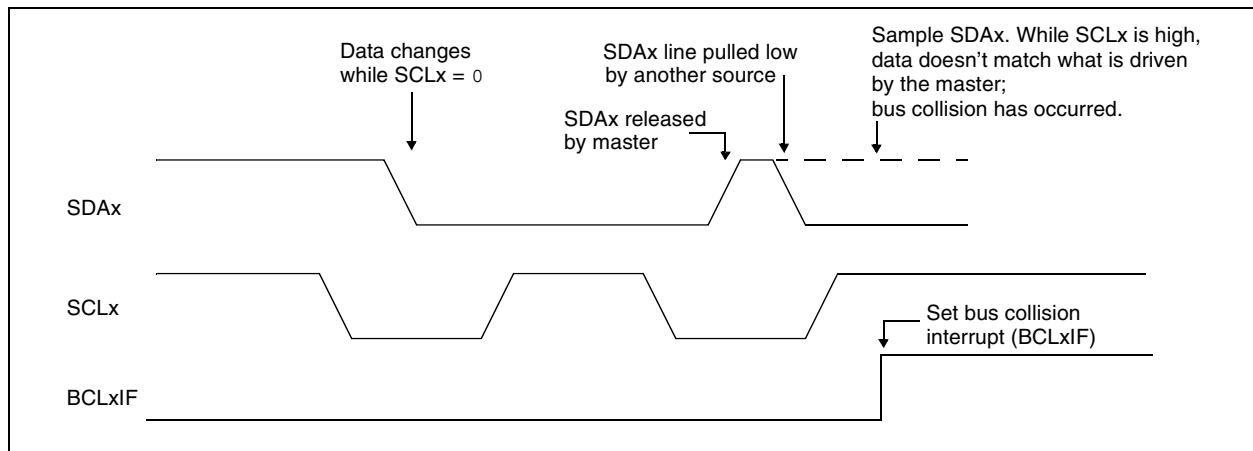 Data changes
while SCLx = 0
SDAx line pulled low
by another source
SDAx released
by master
Sample SDAx. While SCLx is high,
data doesn't match what is driven
by the master;
bus collision has occurred.
SDAx
SCLx
Set bus collision
interrupt (BCLxIF)
BCLxIF